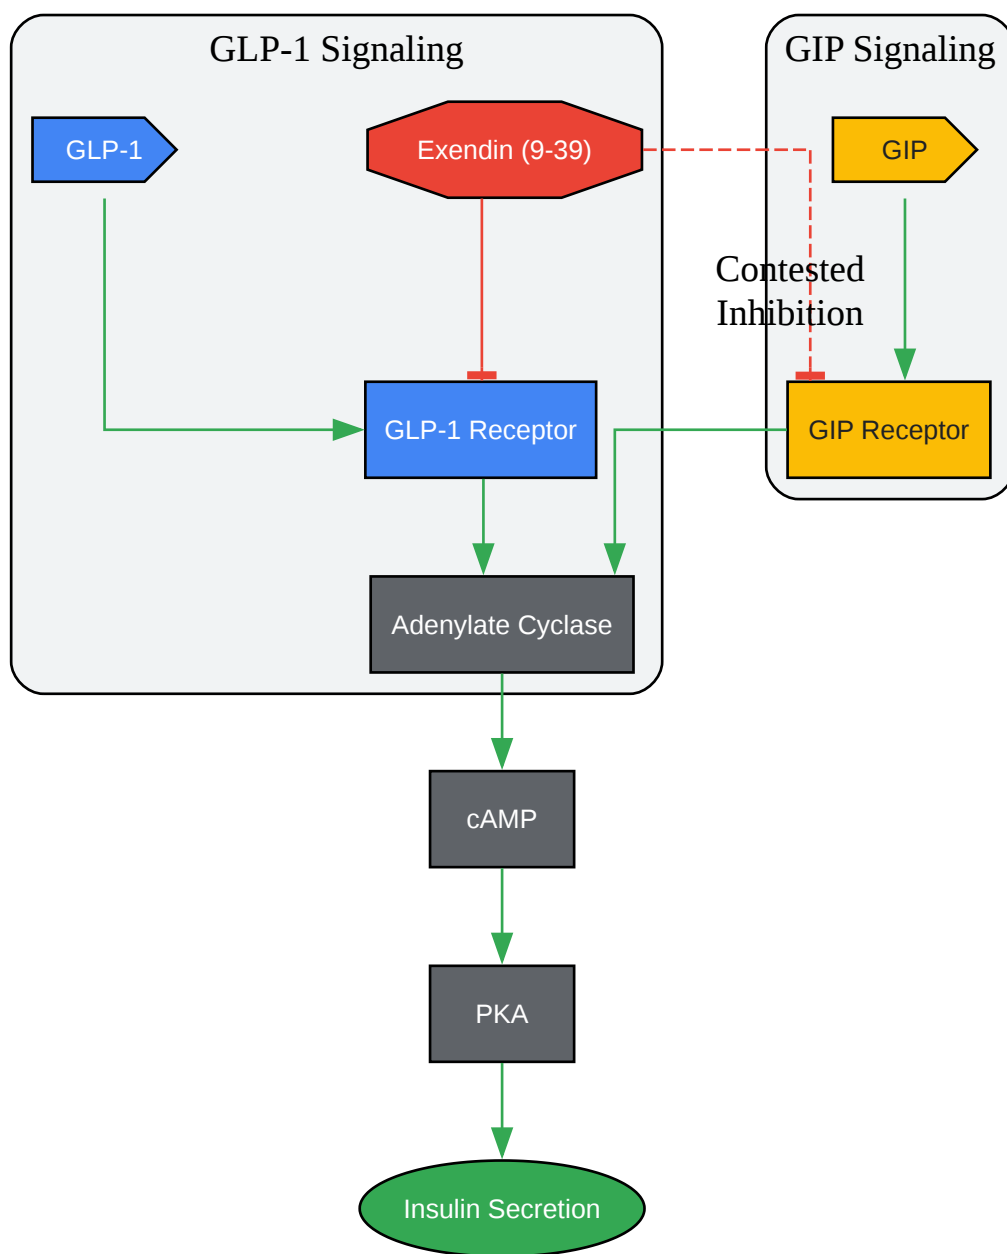 GLP-1 Signaling
GIP Signaling
GLP-1
Exendin (9-39)
GIP
Contested
Inhibition
GLP-1 Receptor
GIP Receptor
Adenylate Cyclase
cAMP
PKA
Insulin Secretion